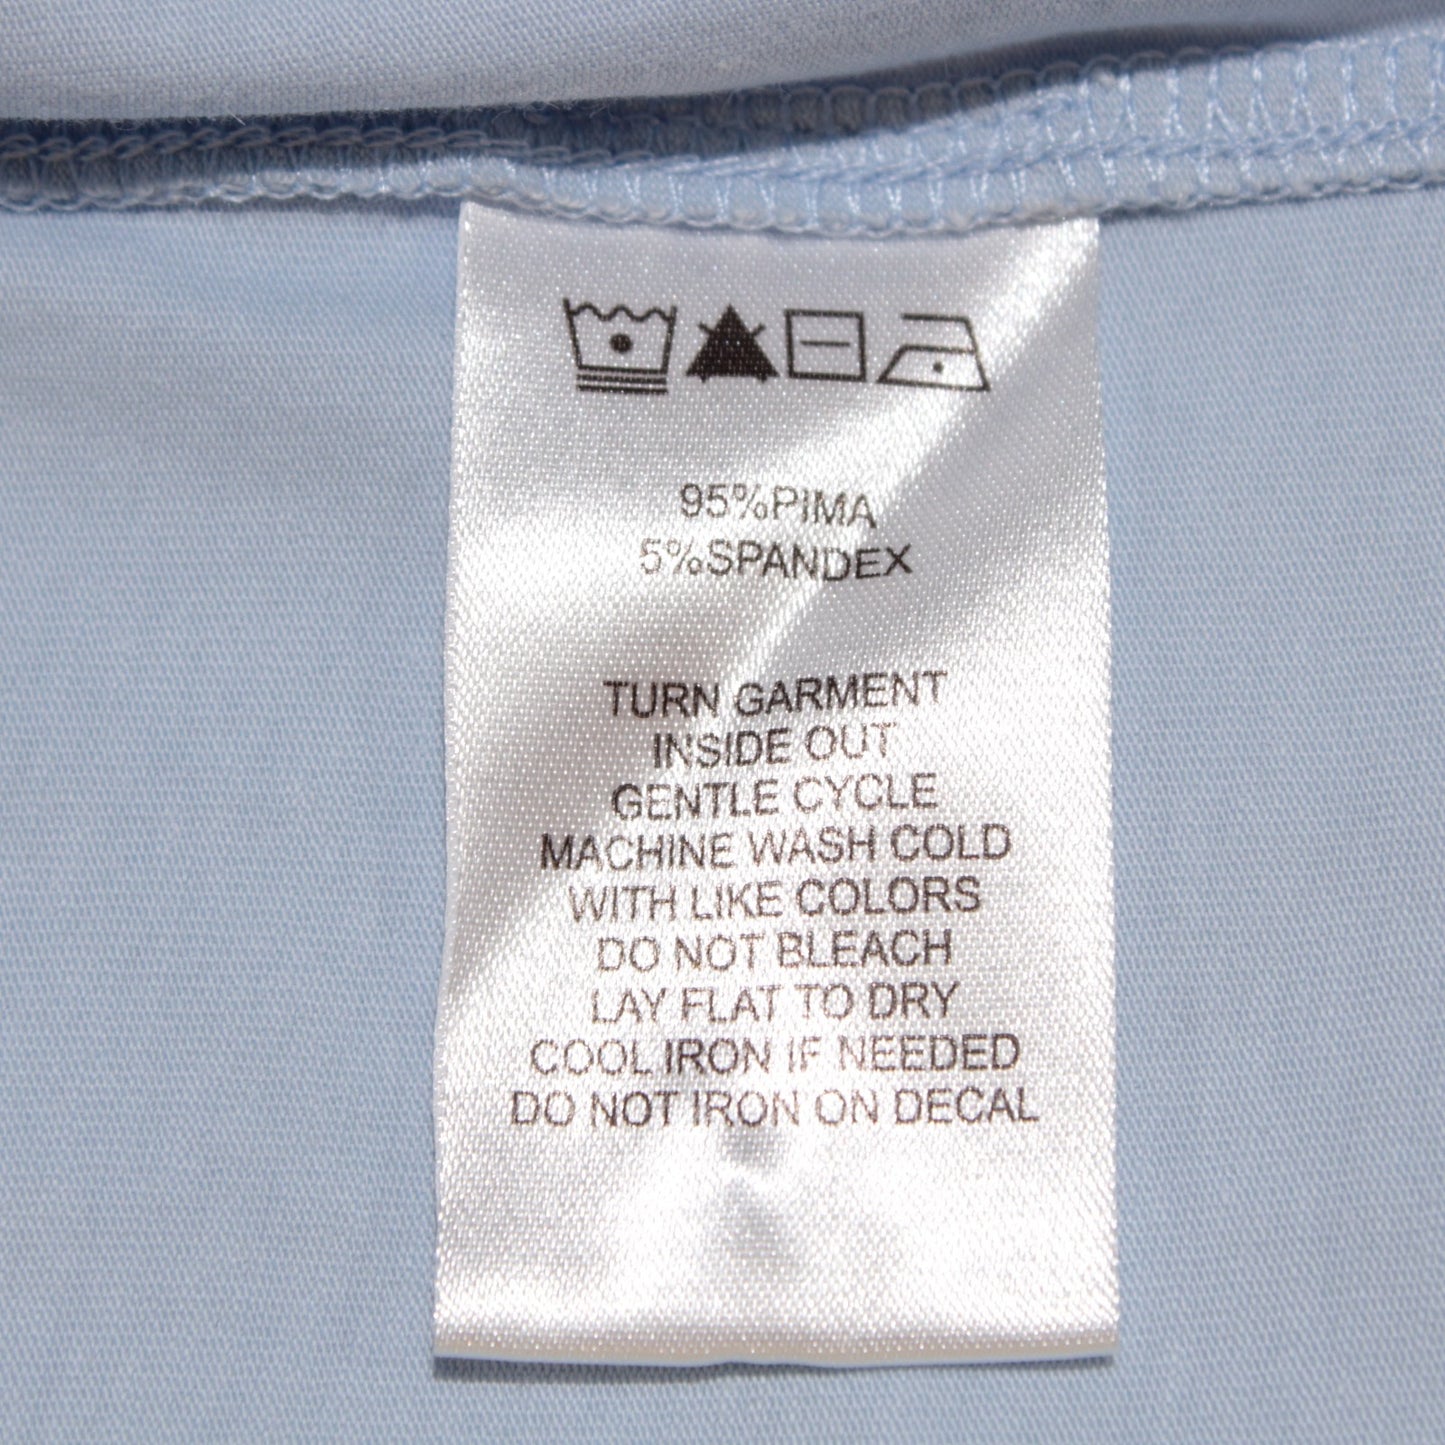 95%PIMA
5%SPANDEX
TURN GARMENT
INSIDE OUT
GENTLE CYCLE
MACHINE WASH COLD
WITH LIKE COLORS
DO NOT BLEACH
LAY FLAT TO DRY
COOL IRON IF NEEDED
DO NOT IRON ON DECAL